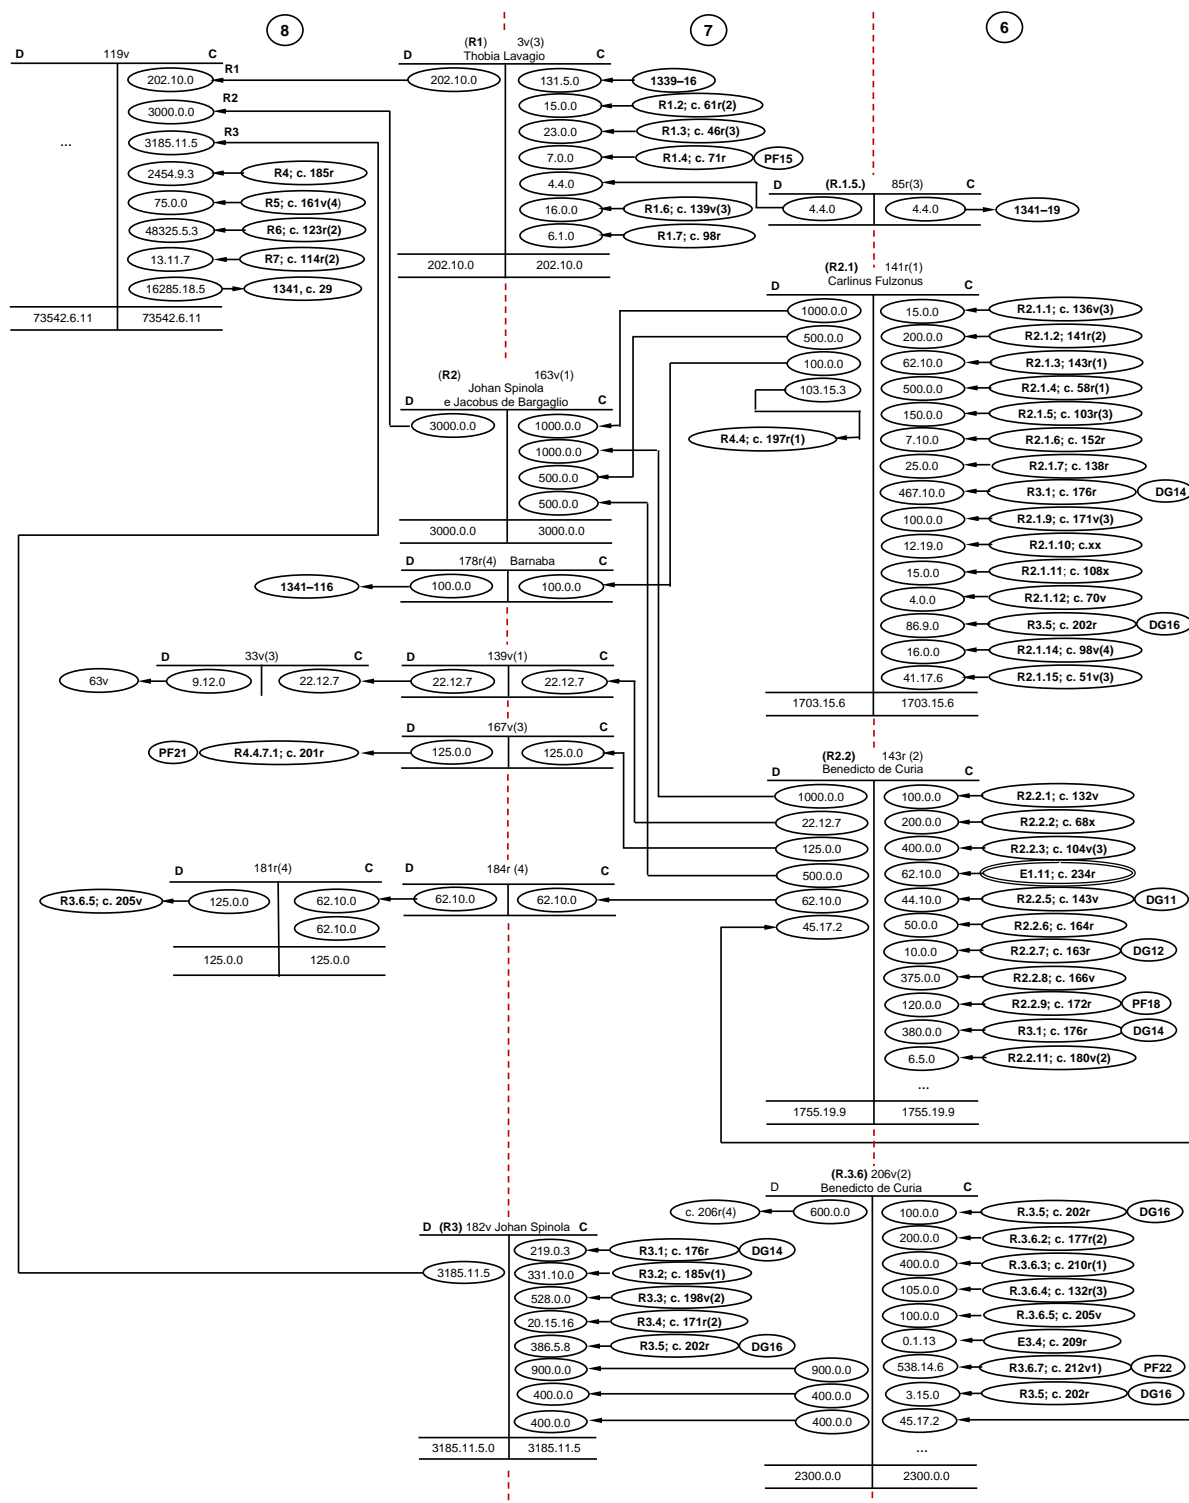 8
7
6
D 119v C
202.10.0
R1
3000.0.0
R2
...
3185.11.5
R3
2454.9.3
R4; c. 185r
75.0.0
R5; c. 161v(4)
48325.5.3
R6; c. 123r(2)
13.11.7
R7; c. 114r(2)
16285.18.5
1341, c. 29
73542.6.11 73542.6.11
(R1) 3v(3)
D Thobia Lavagio C
202.10.0 131.5.0 1339–16
15.0.0 R1.2; c. 61r(2)
23.0.0 R1.3; c. 46r(3)
7.0.0 R1.4; c. 71r PF15
4.4.0
16.0.0 R1.6; c. 139v(3)
6.1.0 R1.7; c. 98r
202.10.0 202.10.0
D (R.1.5.) 85r(3) C
4.4.0 4.4.0 1341–19
(R2.1) 141r(1)
D Carlinus Fulzonus C
1000.0.0 15.0.0 R2.1.1; c. 136v(3)
500.0.0 200.0.0 R2.1.2; 141r(2)
100.0.0 62.10.0 R2.1.3; 143r(1)
103.15.3 500.0.0 R2.1.4; c. 58r(1)
150.0.0 R2.1.5; c. 103r(3)
R4.4; c. 197r(1) 7.10.0 R2.1.6; c. 152r
25.0.0 R2.1.7; c. 138r
467.10.0 R3.1; c. 176r DG14
100.0.0 R2.1.9; c. 171v(3)
12.19.0 R2.1.10; c.xx
15.0.0 R2.1.11; c. 108x
4.0.0 R2.1.12; c. 70v
86.9.0 R3.5; c. 202r DG16
16.0.0 R2.1.14; c. 98v(4)
41.17.6 R2.1.15; c. 51v(3)
1703.15.6 1703.15.6
(R2) 163v(1)
Johan Spinola
D e Jacobus de Bargaglio C
3000.0.0 1000.0.0
1000.0.0
500.0.0
500.0.0
3000.0.0 3000.0.0
D 178r(4) Barnaba C
1341–116 100.0.0 100.0.0
D 33v(3) C
63v 9.12.0 22.12.7
D 139v(1) C
22.12.7 22.12.7
D 167v(3) C
PF21 R4.4.7.1; c. 201r 125.0.0 125.0.0
(R2.2) 143r (2)
D Benedicto de Curia C
1000.0.0 100.0.0 R2.2.1; c. 132v
22.12.7 200.0.0 R2.2.2; c. 68x
125.0.0 400.0.0 R2.2.3; c. 104v(3)
500.0.0 62.10.0 E1.11; c. 234r
62.10.0 44.10.0 R2.2.5; c. 143v DG11
45.17.2 50.0.0 R2.2.6; c. 164r
10.0.0 R2.2.7; c. 163r DG12
375.0.0 R2.2.8; c. 166v
120.0.0 R2.2.9; c. 172r PF18
380.0.0 R3.1; c. 176r DG14
6.5.0 R2.2.11; c. 180v(2)
...
1755.19.9 1755.19.9
D 181r(4) C
R3.6.5; c. 205v 125.0.0 62.10.0
62.10.0
125.0.0 125.0.0
D 184r (4) C
62.10.0 62.10.0
(R.3.6) 206v(2)
D Benedicto de Curia C
c. 206r(4) 600.0.0 100.0.0 R.3.5; c. 202r DG16
200.0.0 R.3.6.2; c. 177r(2)
400.0.0 R.3.6.3; c. 210r(1)
105.0.0 R.3.6.4; c. 132r(3)
100.0.0 R.3.6.5; c. 205v
0.1.13 E3.4; c. 209r
900.0.0 538.14.6 R3.6.7; c. 212v1) PF22
400.0.0 3.15.0 R3.5; c. 202r DG16
400.0.0 45.17.2
...
2300.0.0 2300.0.0
D (R3) 182v Johan Spinola C
219.0.3 R3.1; c. 176r DG14
3185.11.5 331.10.0 R3.2; c. 185v(1)
528.0.0 R3.3; c. 198v(2)
20.15.16 R3.4; c. 171r(2)
386.5.8 R3.5; c. 202r DG16
900.0.0
400.0.0
400.0.0
3185.11.5.0 3185.11.5